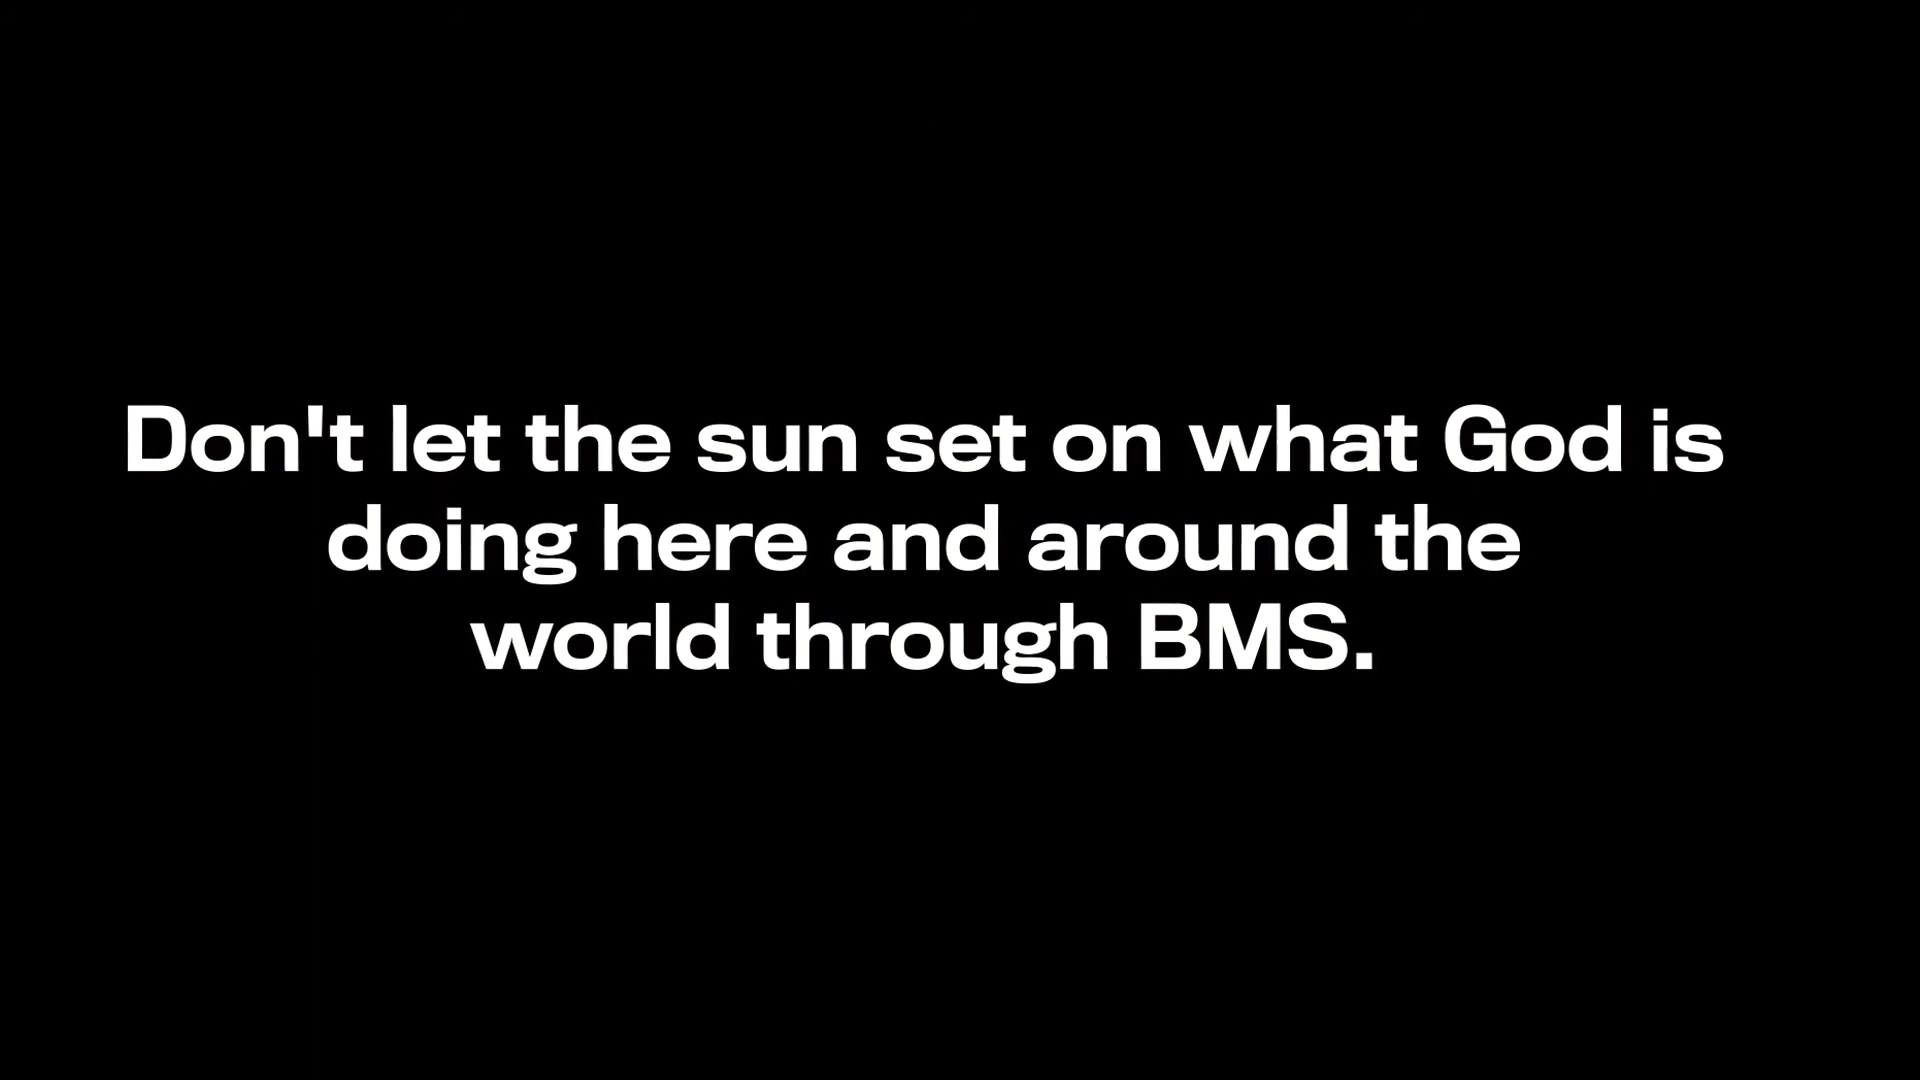 Don't let the sun set on what God is
doing here and around the
world through BMS.